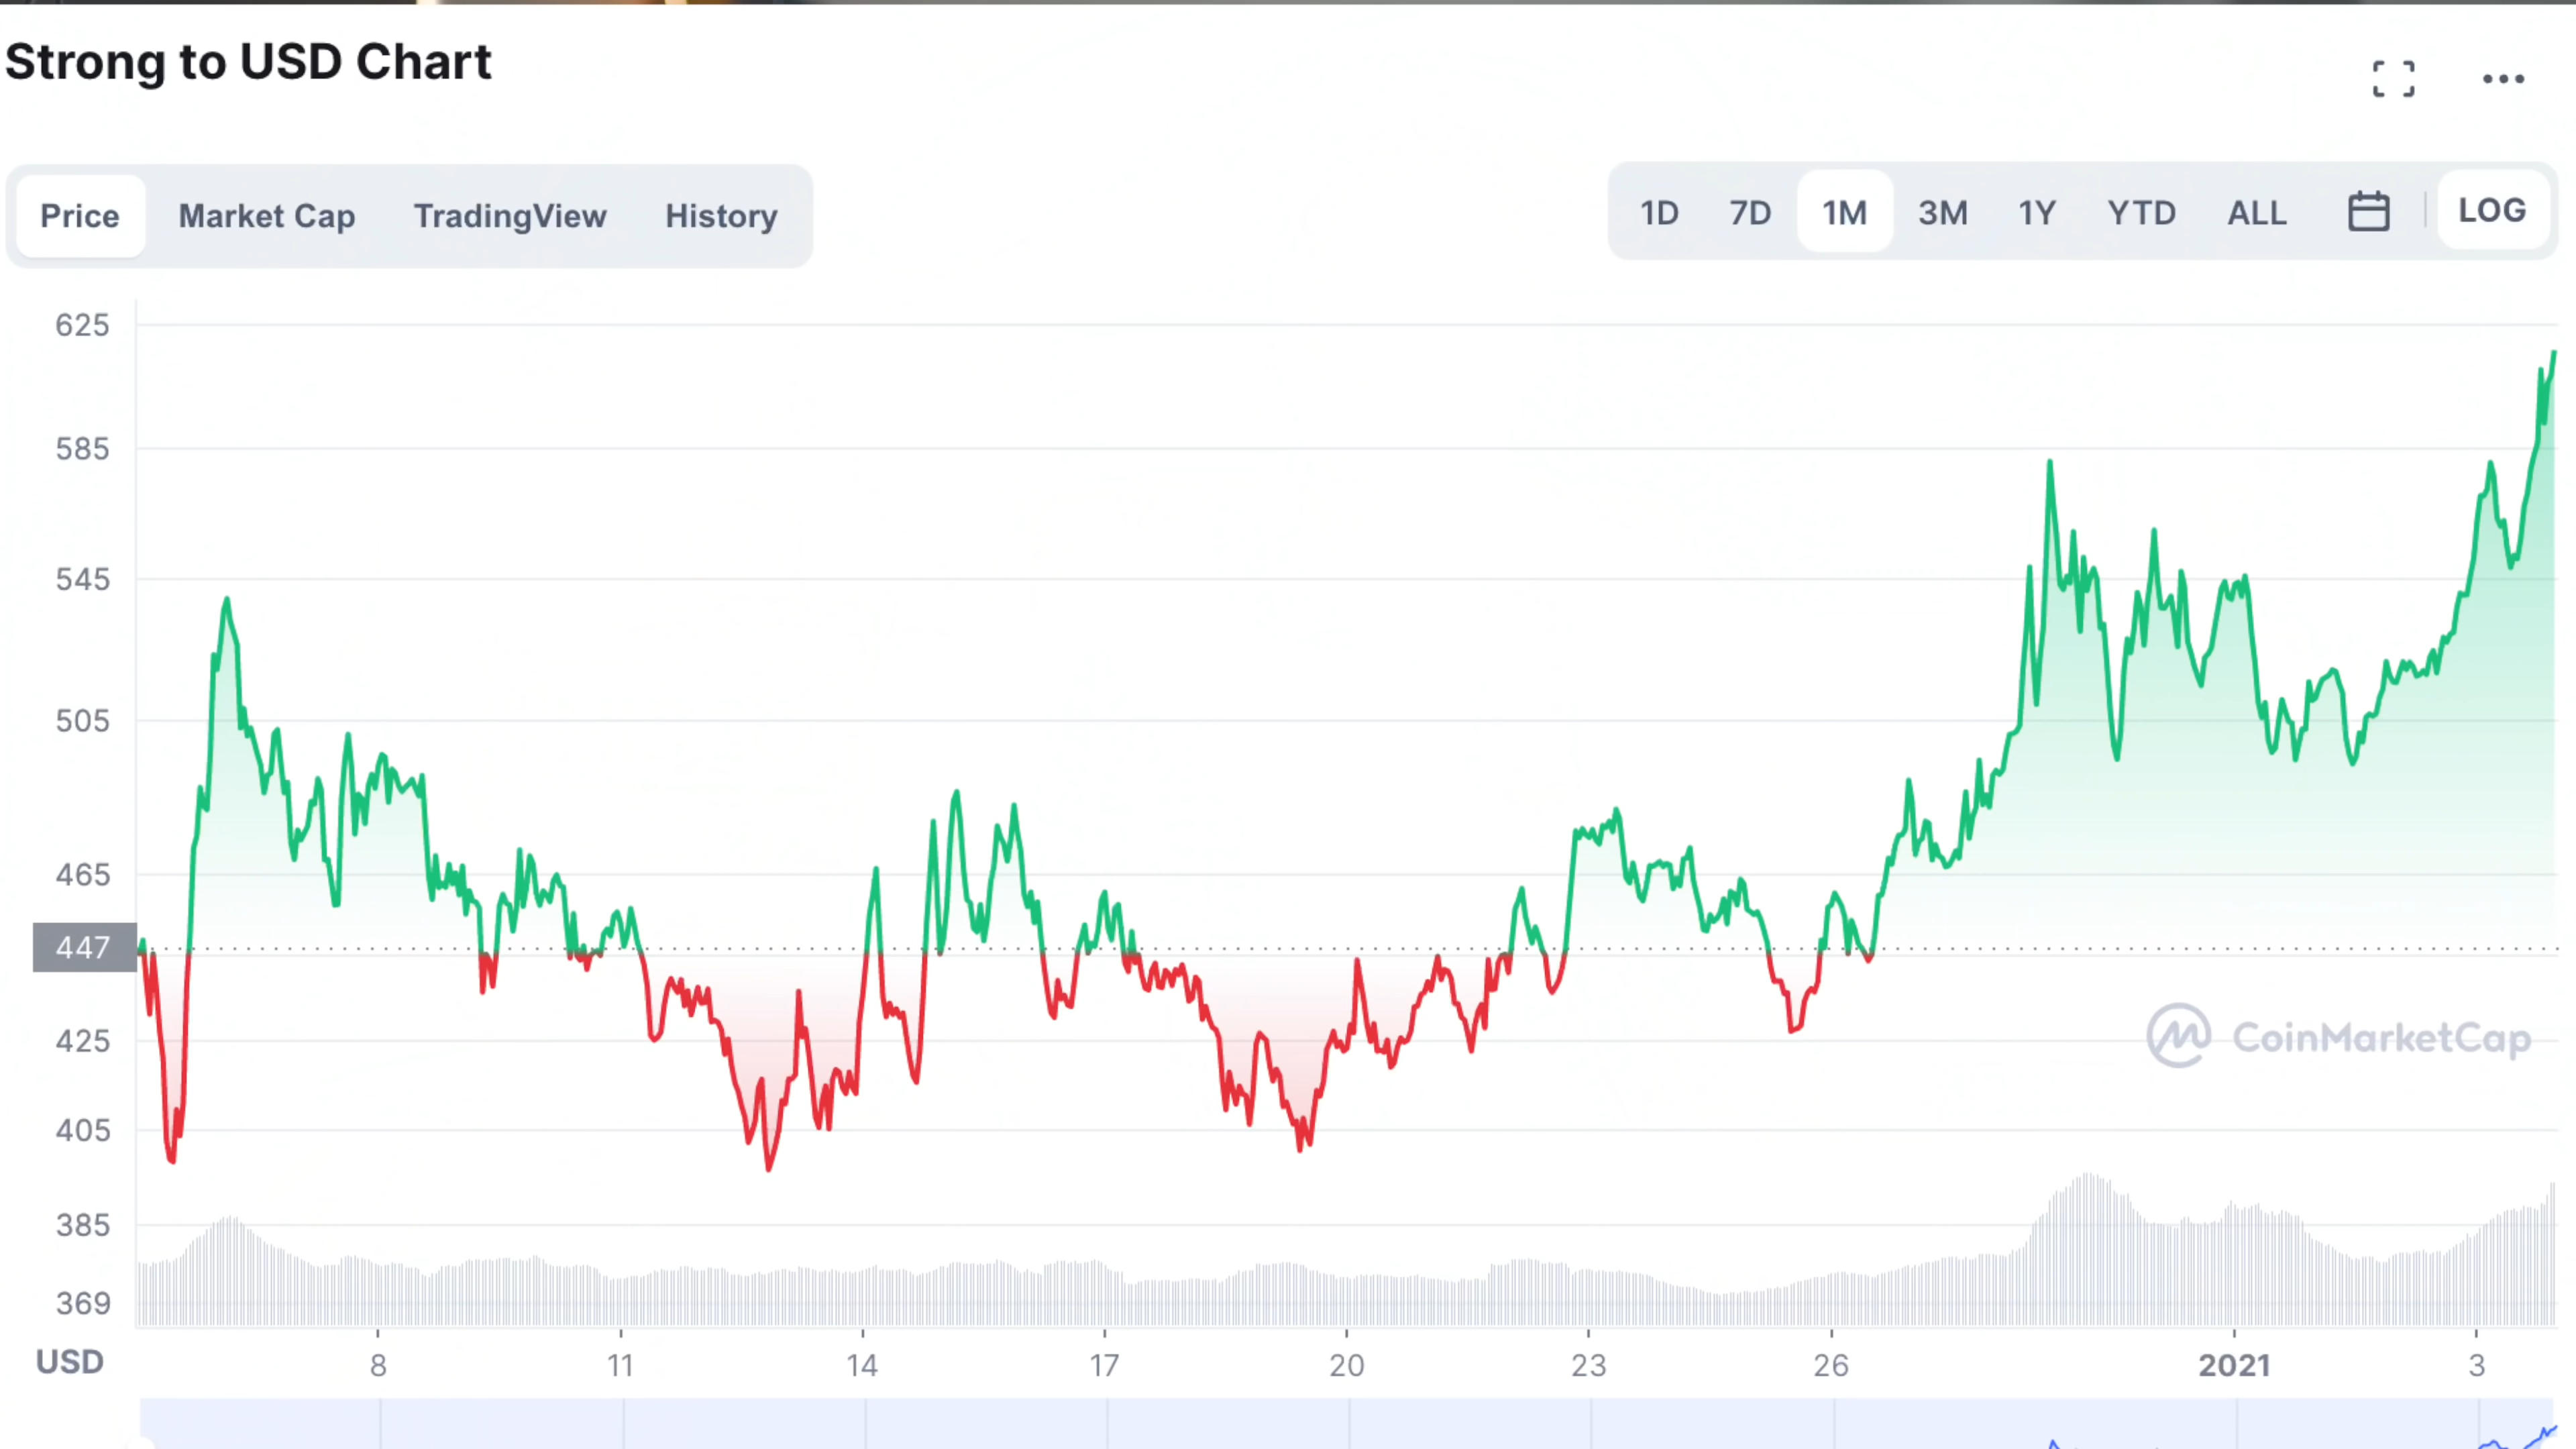 Strong to USD Chart
Price Market Cap TradingView History
1D 7D 1M 3M 1Y YTD ALL LOG
625
585
545
505
465
447
425
405
385
369
CoinMarketCap
USD 8 11 14 17 20 23 26 2021 3